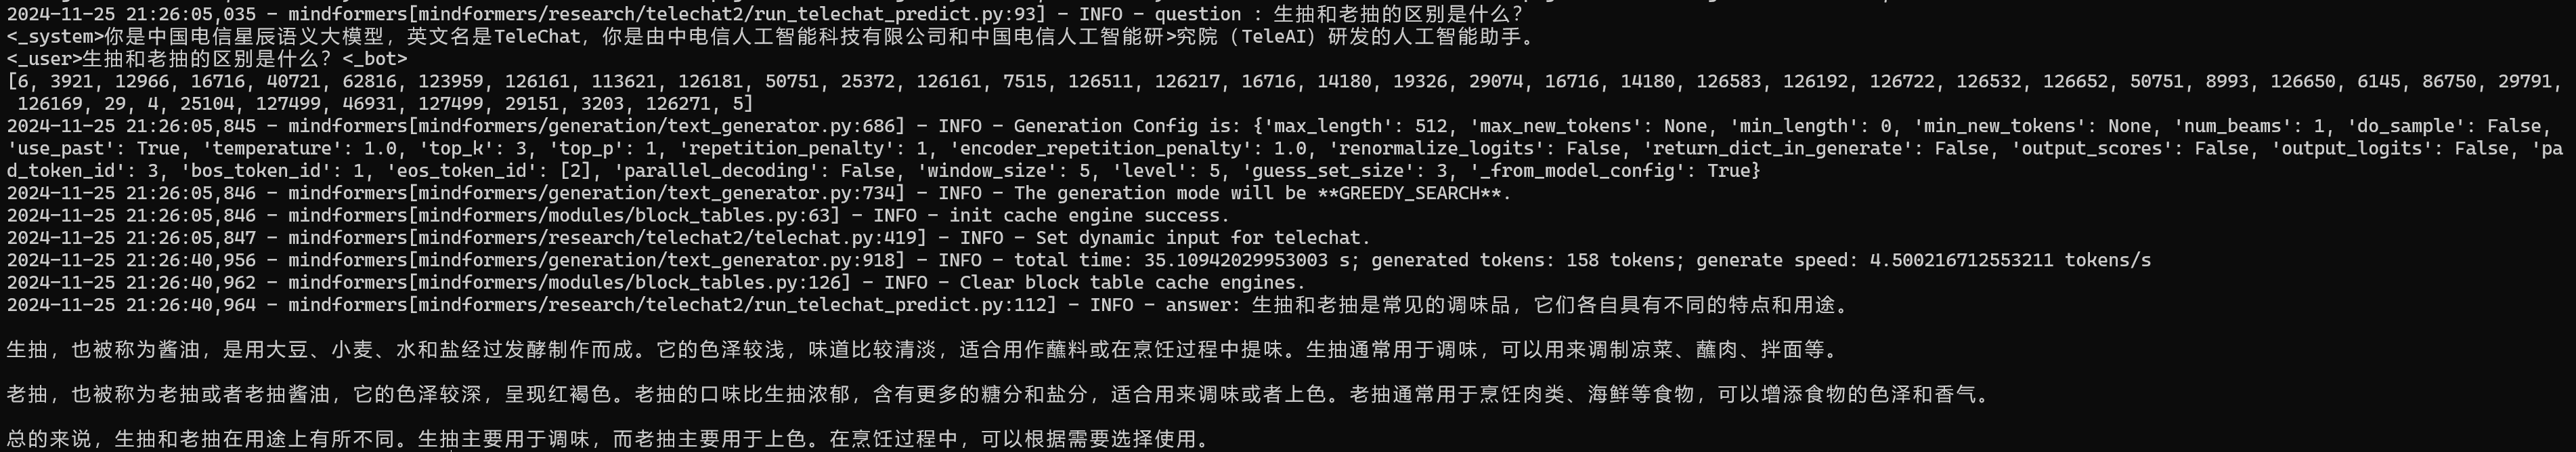 2024-11-25 21:26:05,035 - mindformers[mindformers/research/telechat2/run_telechat_predict.py:93] - INFO - question : 生抽和老抽的区别是什么?
<_system>你是中国电信星辰语义大模型，英文名是TeleChat，你是由中电信人工智能科技有限公司和中国电信人工智能研>究院（TeleAI）研发的人工智能助手。
<_user>生抽和老抽的区别是什么? <_bot>
[6, 3921, 12966, 16716, 40721, 62816, 123959, 126161, 113621, 126181, 50751, 25372, 126161, 7515, 126511, 126217, 16716, 14180, 19326, 29074, 16716, 14180, 126583, 126192, 126722, 126532, 126652, 50751, 8993, 126650, 6145, 86750, 29791,
126169, 29, 4, 25104, 127499, 46931, 127499, 29151, 3203, 126271, 5]
2024-11-25 21:26:05,845 - mindformers[mindformers/generation/text_generator.py:686] - INFO - Generation Config is: {'max_length': 512, 'max_new_tokens': None, 'min_length': 0, 'min_new_tokens': None, 'num_beams': 1, 'do_sample': False,
'use_past': True, 'temperature': 1.0, 'top_k': 3, 'top_p': 1, 'repetition_penalty': 1, 'encoder_repetition_penalty': 1.0, 'renormalize_logits': False, 'return_dict_in_generate': False, 'output_scores': False, 'output_logits': False, 'pa
d_token_id': 3, 'bos_token_id': 1, 'eos_token_id': [2], 'parallel_decoding': False, 'window_size': 5, 'level': 5, 'guess_set_size': 3, '_from_model_config': True}
2024-11-25 21:26:05,846 - mindformers[mindformers/generation/text_generator.py:734] - INFO - The generation mode will be **GREEDY_SEARCH**.
2024-11-25 21:26:05,846 - mindformers[mindformers/modules/block_tables.py:63] - INFO - init cache engine success.
2024-11-25 21:26:05,847 - mindformers[mindformers/research/telechat2/telechat.py:419] - INFO - Set dynamic input for telechat.
2024-11-25 21:26:40,956 - mindformers[mindformers/generation/text_generator.py:918] - INFO - total time: 35.10942029953003 s; generated tokens: 158 tokens; generate speed: 4.500216712553211 tokens/s
2024-11-25 21:26:40,962 - mindformers[mindformers/modules/block_tables.py:126] - INFO - Clear block table cache engines.
2024-11-25 21:26:40,964 - mindformers[mindformers/research/telechat2/run_telechat_predict.py:112] - INFO - answer: 生抽和老抽是常见的调味品，它们各自具有不同的特点和用途。
生抽，也被称为酱油，是用大豆、小麦、水和盐经过发酵制作而成。它的色泽较浅，味道比较清淡，适合用作蘸料或在烹饪过程中提味。生抽通常用于调味，可以用来调制凉菜、蘸肉、拌面等。
老抽，也被称为老抽或者老抽酱油，它的色泽较深，呈现红褐色。老抽的口味比生抽浓郁，含有更多的糖分和盐分，适合用来调味或者上色。老抽通常用于烹饪肉类、海鲜等食物，可以增添食物的色泽和香气。
总的来说，生抽和老抽在用途上有所不同。生抽主要用于调味，而老抽主要用于上色。在烹饪过程中，可以根据需要选择使用。